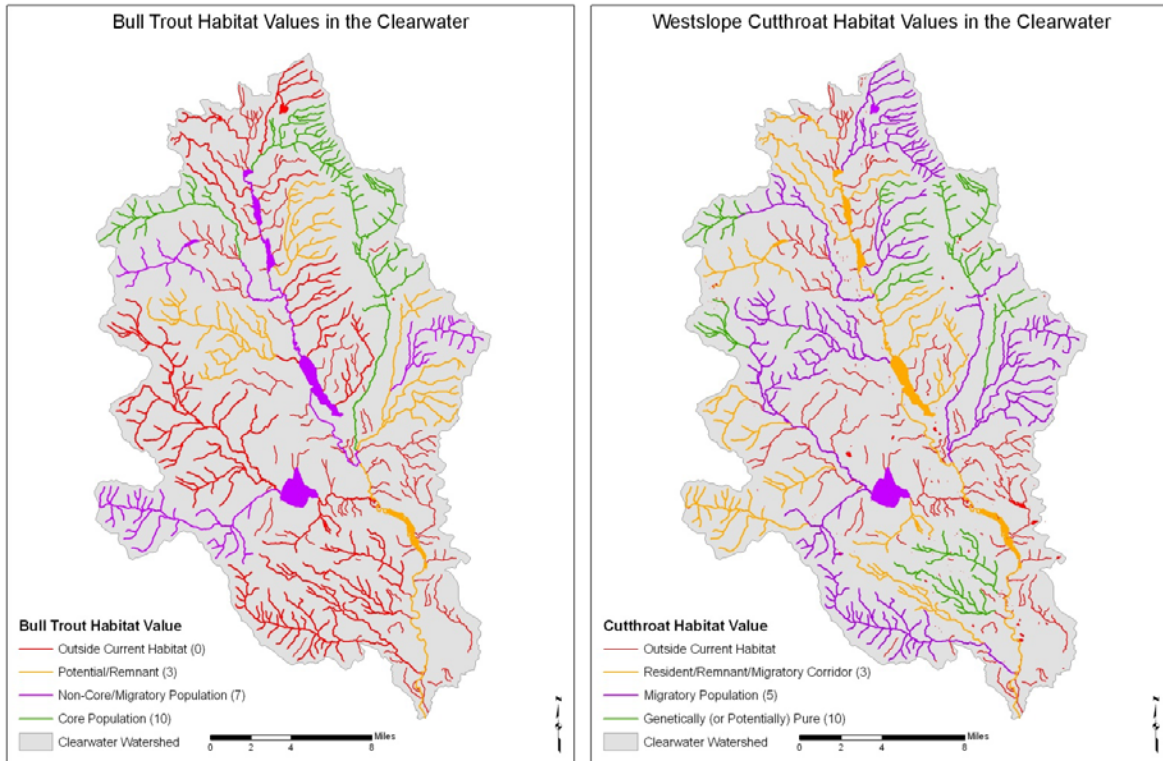 Bull Trout Habitat Values in the Clearwater
Bull Trout Habitat Value
Outside Current Habitat (0)
Potential/Remnant (3)
Non-Core/Migratory Population (7)
Core Population (10)
Clearwater Watershed
Miles
0 2 4 8
Westslope Cutthroat Habitat Values in the Clearwater
Cutthroat Habitat Value
Outside Current Habitat
Resident/Remnant/Migratory Corridor (3)
Migratory Population (5)
Genetically (or Potentially) Pure (10)
Clearwater Watershed
Miles
0 2 4 8